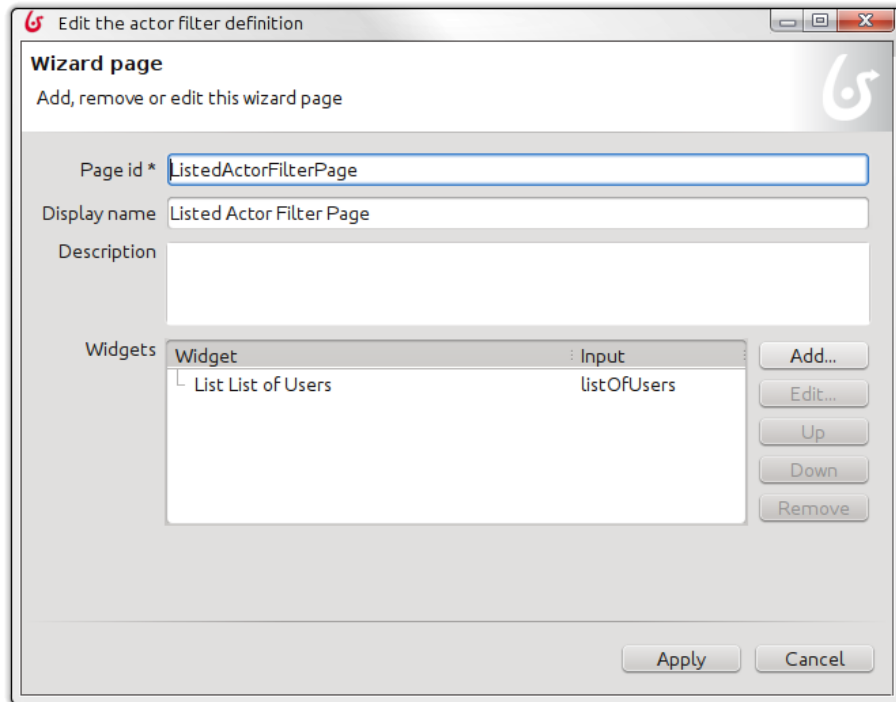 Edit the actor filter definition
Wizard page
Add, remove or edit this wizard page
Page id * ListedActorFilterPage
Display name Listed Actor Filter Page
Description
Widgets Widget Input Add...
List List of Users listOfUsers
Edit...
Up
Down
Remove
Apply Cancel